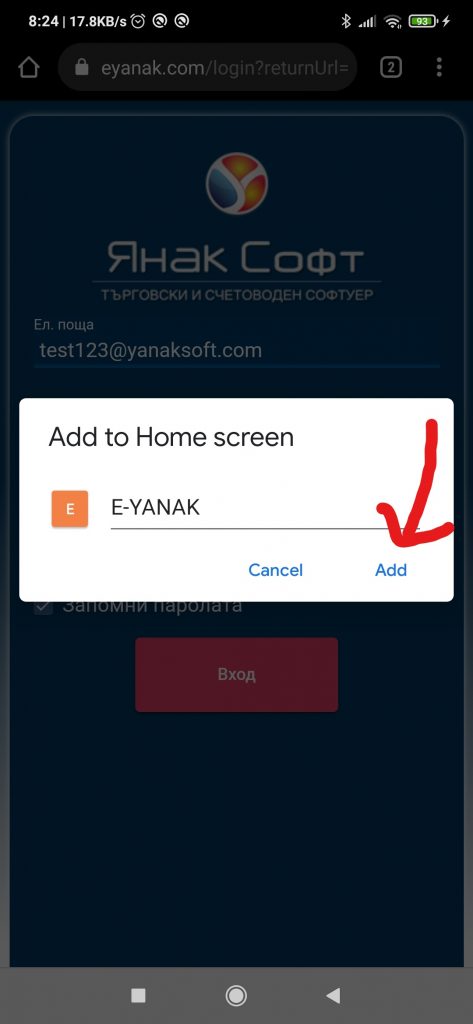 8:24 | 17.8KB/s
93
eyanak.com/login?returnUrl=
2
Янак Софт
ТЪРГОВСКИ И СЧЕТОВОДЕН СОФТУЕР
Ел. поща
test123@yanaksoft.com
Add to Home screen
E
E-YANAK
Cancel
Add
Запомни паролата
Вход